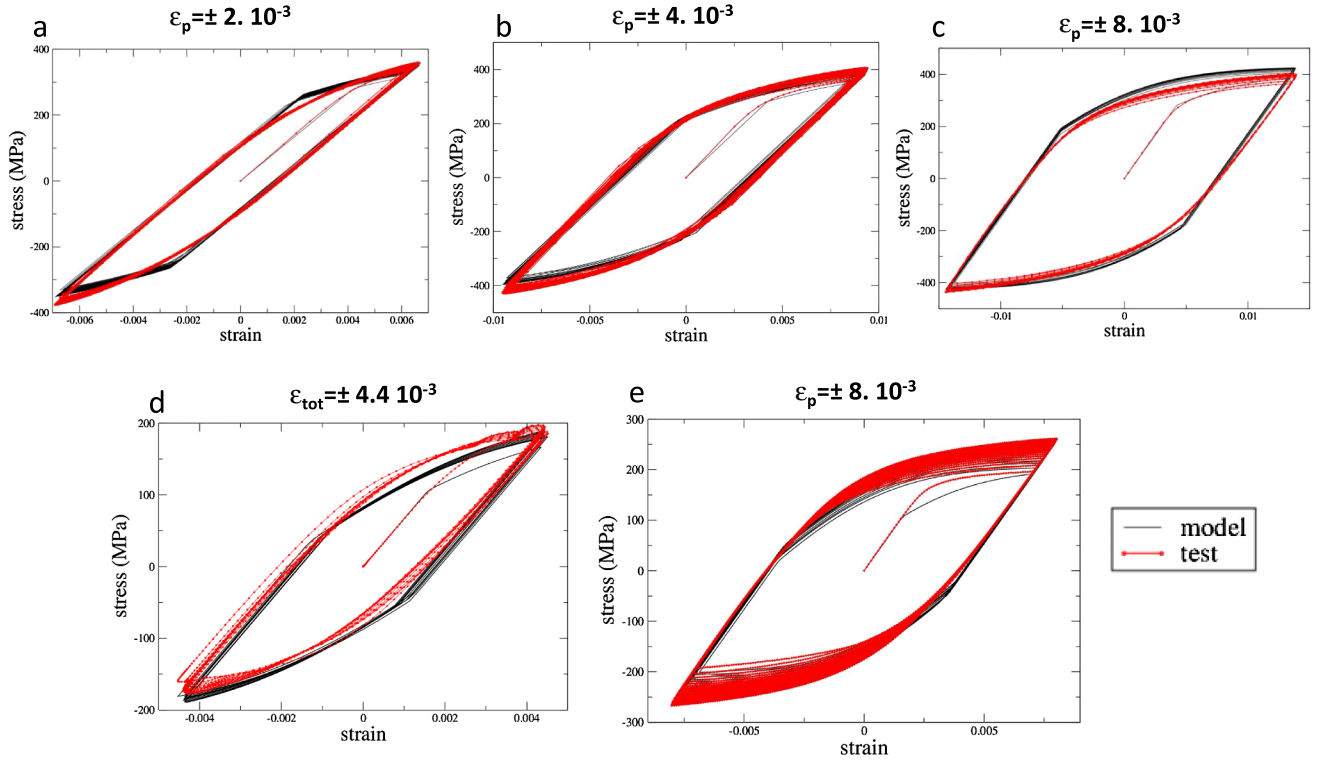 a
εp=± 2. 10-3
400
200
0
-200
-400
stress (MPa)
-0.006 -0.004 -0.002 0 0.002 0.004 0.006
strain
b
εp=± 4. 10-3
400
200
0
-200
-400
stress (MPa)
-0.01 -0.005 0 0.005 0.01
strain
c
εp=± 8. 10-3
400
200
0
-200
-400
stress (MPa)
-0.01 0 0.01
strain
d
εtot=± 4.4 10-3
200
100
0
-100
-200
stress (MPa)
-0.004 -0.002 0 0.002 0.004
strain
e
εp=± 8. 10-3
300
200
100
0
-100
-200
-300
stress (MPa)
-0.005 0 0.005
strain
model
test